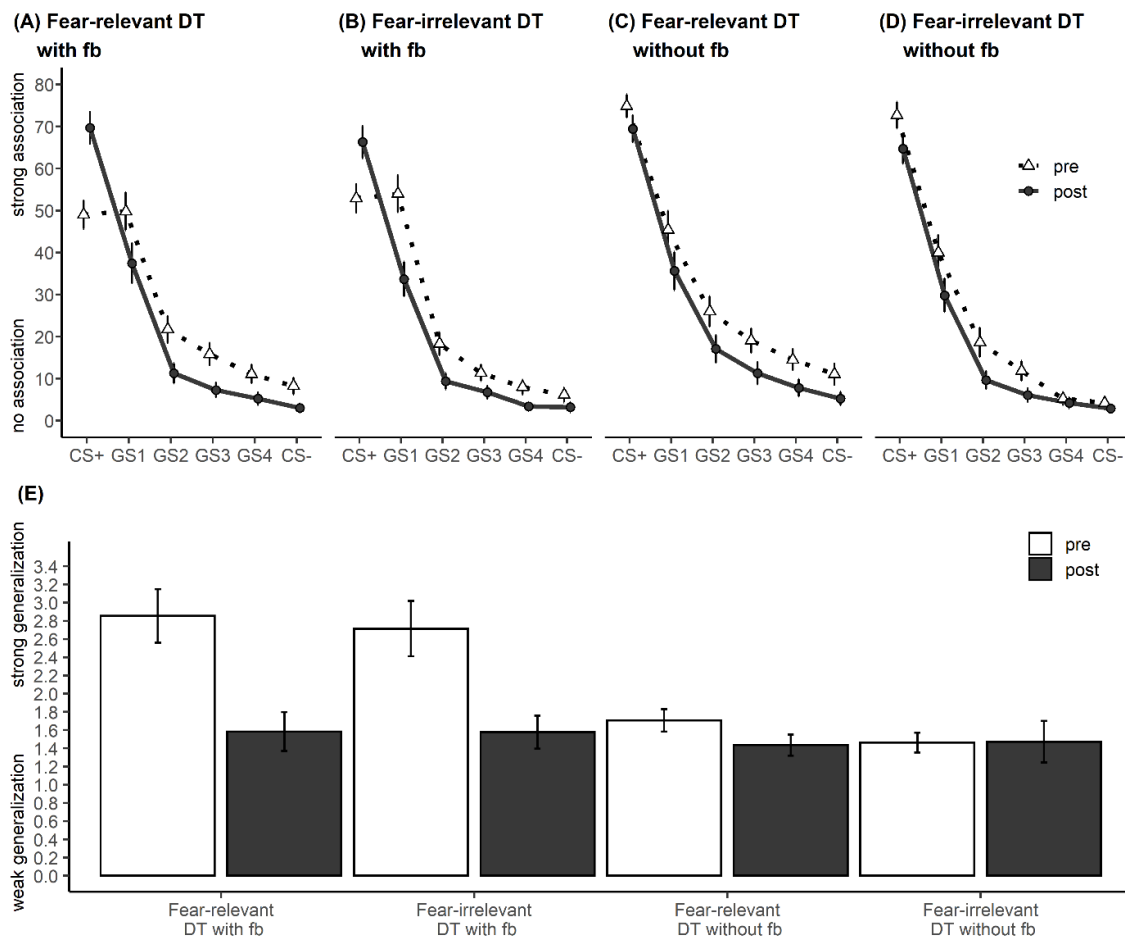 (A) Fear-relevant DT
with fb
(B) Fear-irrelevant DT
with fb
(C) Fear-relevant DT
without fb
(D) Fear-irrelevant DT
without fb
strong association
no association
80
70
60
50
40
30
20
10
0
pre
post
CS+ GS1 GS2 GS3 GS4 CS-
CS+ GS1 GS2 GS3 GS4 CS-
CS+ GS1 GS2 GS3 GS4 CS-
CS+ GS1 GS2 GS3 GS4 CS-
(E)
strong generalization
weak generalization
3.4
3.2
3.0
2.8
2.6
2.4
2.2
2.0
1.8
1.6
1.4
1.2
1.0
0.8
0.6
0.4
0.2
0.0
pre
post
Fear-relevant
DT with fb
Fear-irrelevant
DT with fb
Fear-relevant
DT without fb
Fear-irrelevant
DT without fb